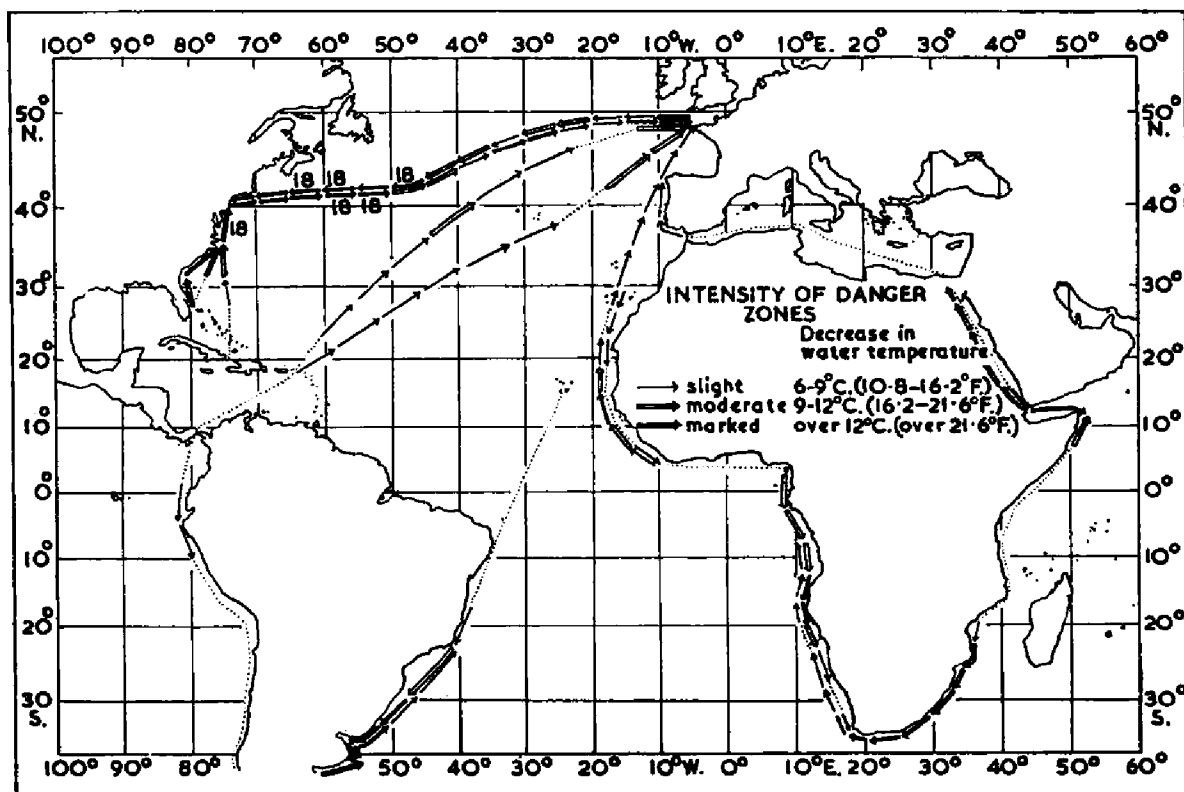 100° 90° 80° 70° 60° 50° 40° 30° 20° 10°W. 0° 10°E. 20° 30° 40° 50° 60°
50° N. 50° N.
18 18
18 18
40° 40°
18
30° 30°
INTENSITY OF DANGER
ZONES
Decrease in
water temperature
20° 20°
slight 6-9°C.(10·8-16·2°F.)
moderate 9-12°C.(16·2-21·6°F.)
marked over 12°C.(over 21·6°F.)
10° 10°
0° 0°
10° 10°
20° 20°
30° S. 30° S.
100° 90° 80° 70° 60° 50° 40° 30° 20° 10°W. 0° 10°E. 20° 30° 40° 50° 60°